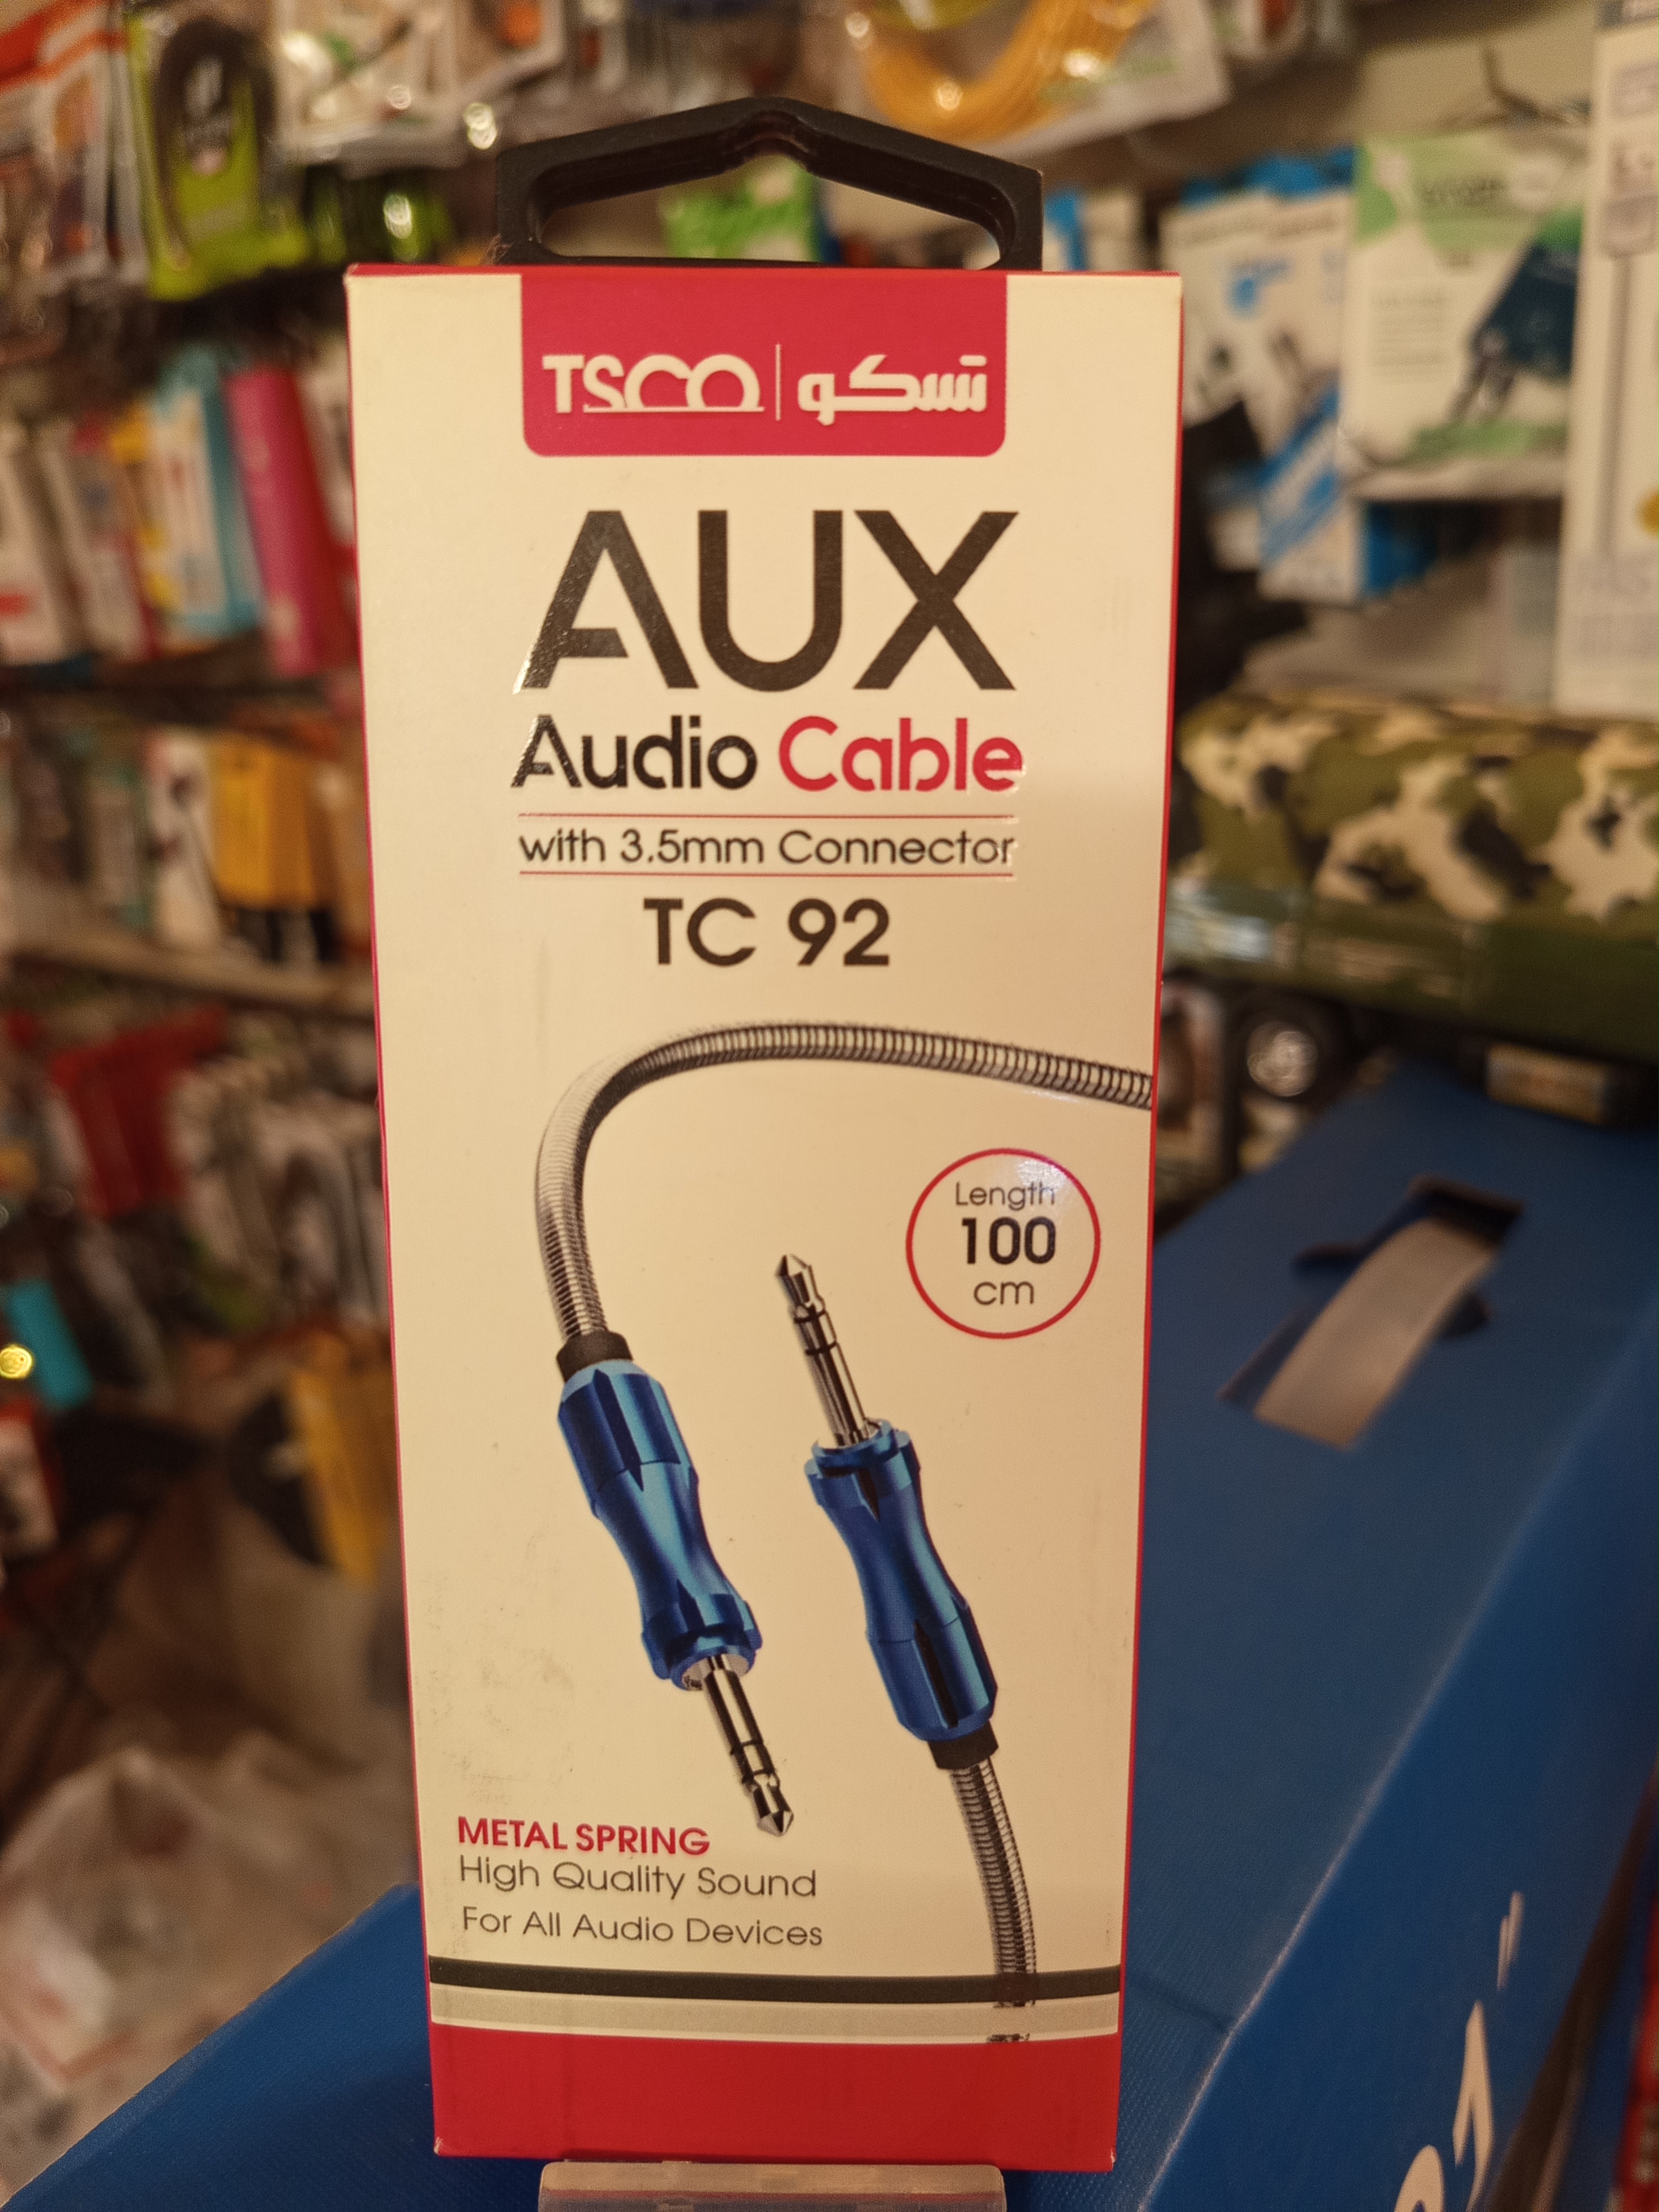 TSCO | تسكو
AUX
Audio Cable
with 3.5mm Connector
TC 92
Length
100
cm
METAL SPRING
High Quality Sound
For All Audio Devices